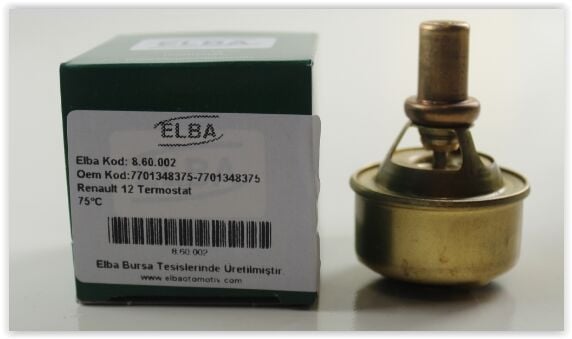 ELBA
ELBA
Elba Kod: 8.60.002
Oem Kod:7701348375-7701348375
Renault 12 Termostat
75°C
8.60.002
Elba Bursa Tesislerinde Üretilmiştir.
www.elbaotomotiv.com